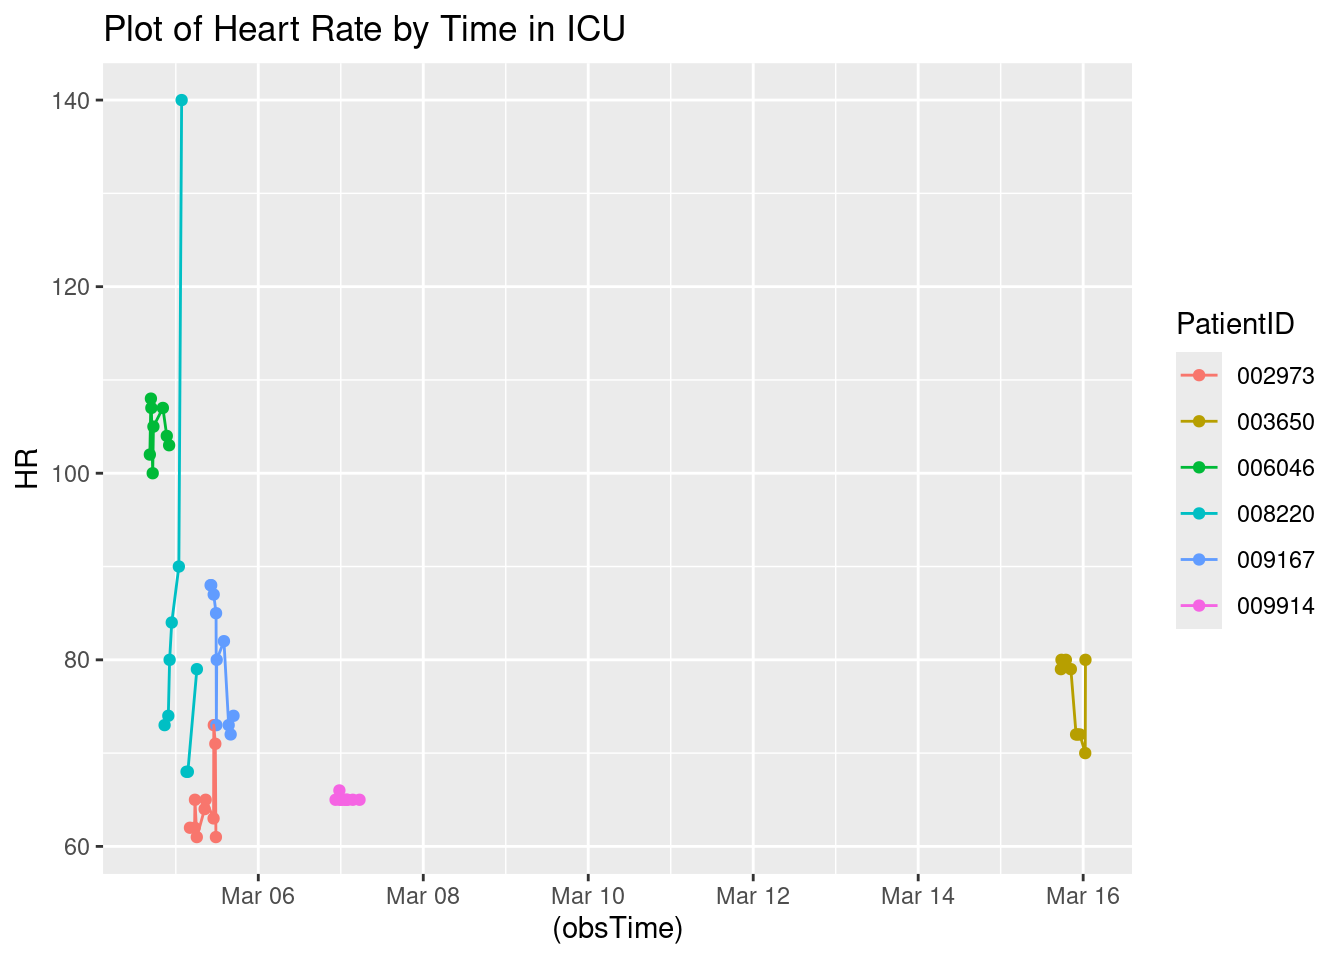 Plot of Heart Rate by Time in ICU
140
120
100
80
60
HR
Mar 06 Mar 08 Mar 10 Mar 12 Mar 14 Mar 16
(obsTime)
PatientID
002973
003650
006046
008220
009167
009914